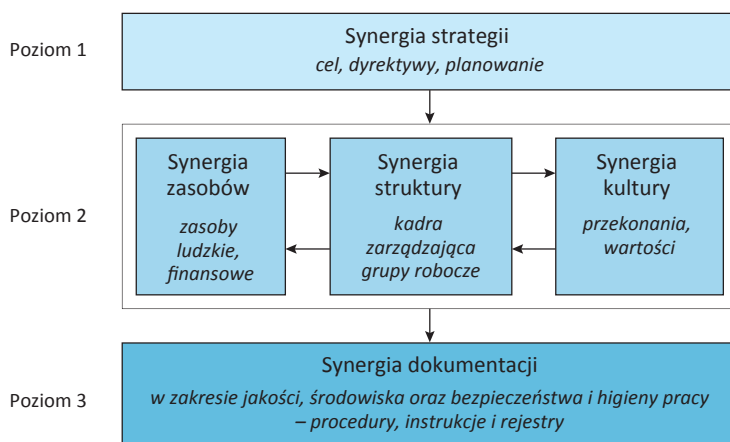 Poziom 1
Synergia strategii
cel, dyrektywy, planowanie
Poziom 2
Synergia
zasobów
zasoby
ludzkie,
finansowe
Synergia
struktury
kadra
zarządzająca
grupy robocze
Synergia
kultury
przekonania,
wartości
Poziom 3
Synergia dokumentacji
w zakresie jakości, środowiska oraz bezpieczeństwa i higieny pracy
– procedury, instrukcje i rejestry